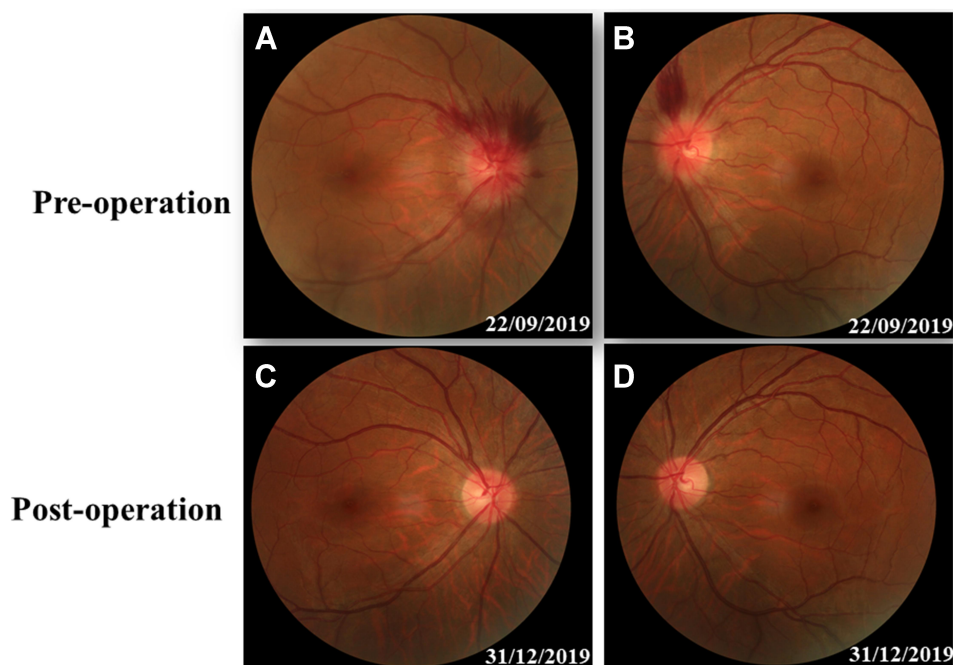 A
B
Pre-operation
22/09/2019
22/09/2019
C
D
Post-operation
31/12/2019
31/12/2019